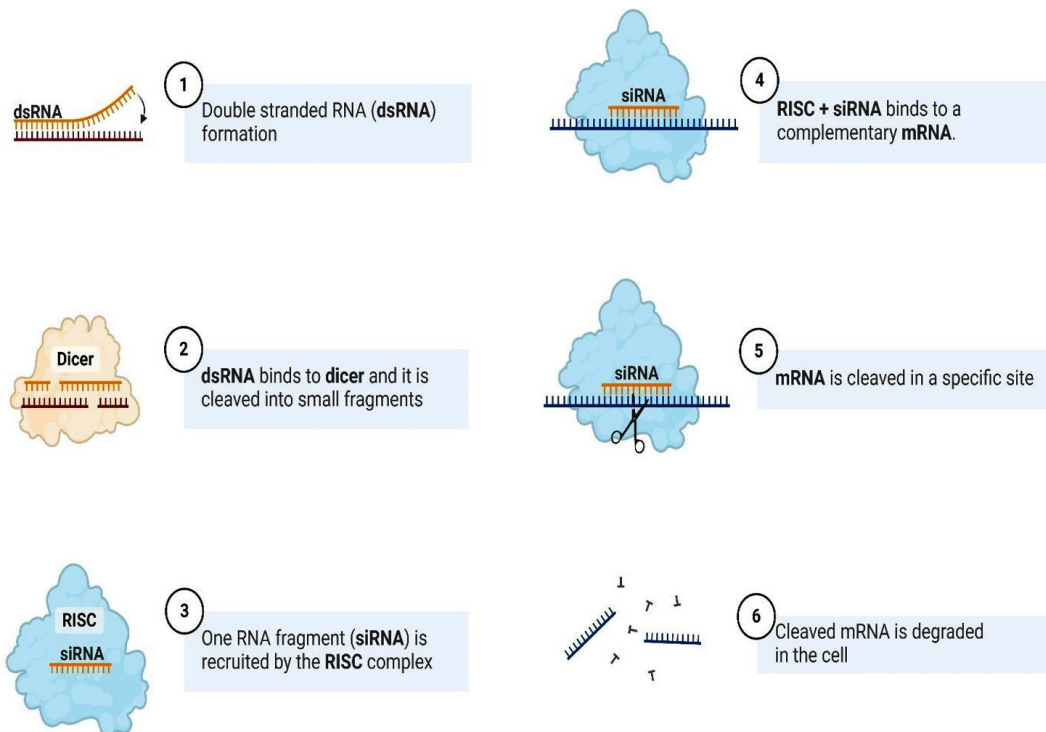 dsRNA
1
Double stranded RNA (dsRNA)
formation
Dicer
2
dsRNA binds to dicer and it is
cleaved into small fragments
RISC
siRNA
3
One RNA fragment (siRNA) is
recruited by the RISC complex
siRNA
4
RISC + siRNA binds to a
complementary mRNA.
siRNA
5
mRNA is cleaved in a specific site
6
Cleaved mRNA is degraded
in the cell